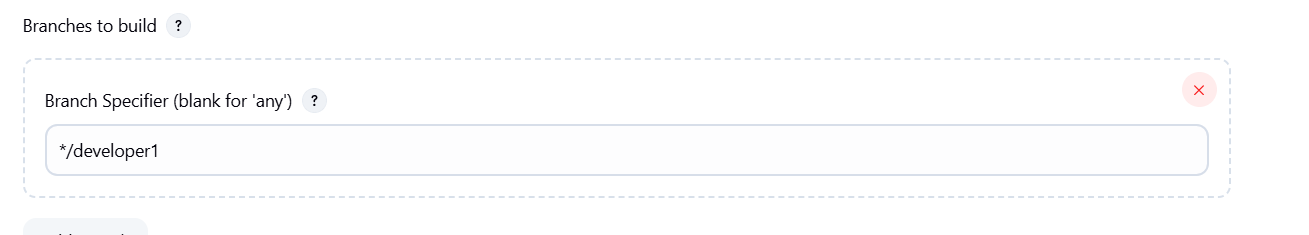 Branches to build ?
Branch Specifier (blank for 'any') ?
*/developer1